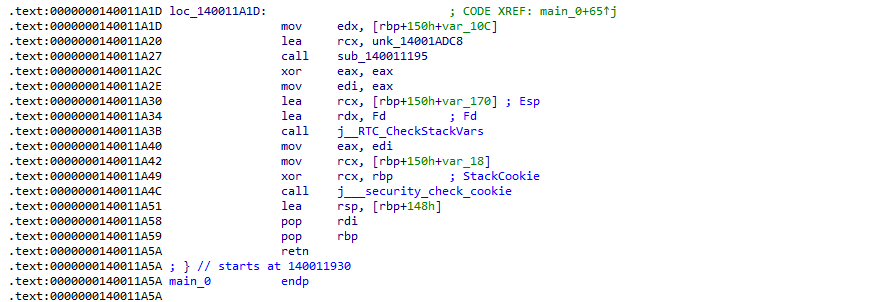 .text:0000000140011A1D loc_140011A1D: ; CODE XREF: main_0+65↑j
.text:0000000140011A1D mov edx, [rbp+150h+var_10C]
.text:0000000140011A20 lea rcx, unk_14001ADC8
.text:0000000140011A27 call sub_140011195
.text:0000000140011A2C xor eax, eax
.text:0000000140011A2E mov edi, eax
.text:0000000140011A30 lea rcx, [rbp+150h+var_170] ; Esp
.text:0000000140011A34 lea rdx, Fd ; Fd
.text:0000000140011A3B call j__RTC_CheckStackVars
.text:0000000140011A40 mov eax, edi
.text:0000000140011A42 mov rcx, [rbp+150h+var_18]
.text:0000000140011A49 xor rcx, rbp ; StackCookie
.text:0000000140011A4C call j___security_check_cookie
.text:0000000140011A51 lea rsp, [rbp+148h]
.text:0000000140011A58 pop rdi
.text:0000000140011A59 pop rbp
.text:0000000140011A5A retn
.text:0000000140011A5A ; } // starts at 140011930
.text:0000000140011A5A main_0 endp
.text:0000000140011A5A